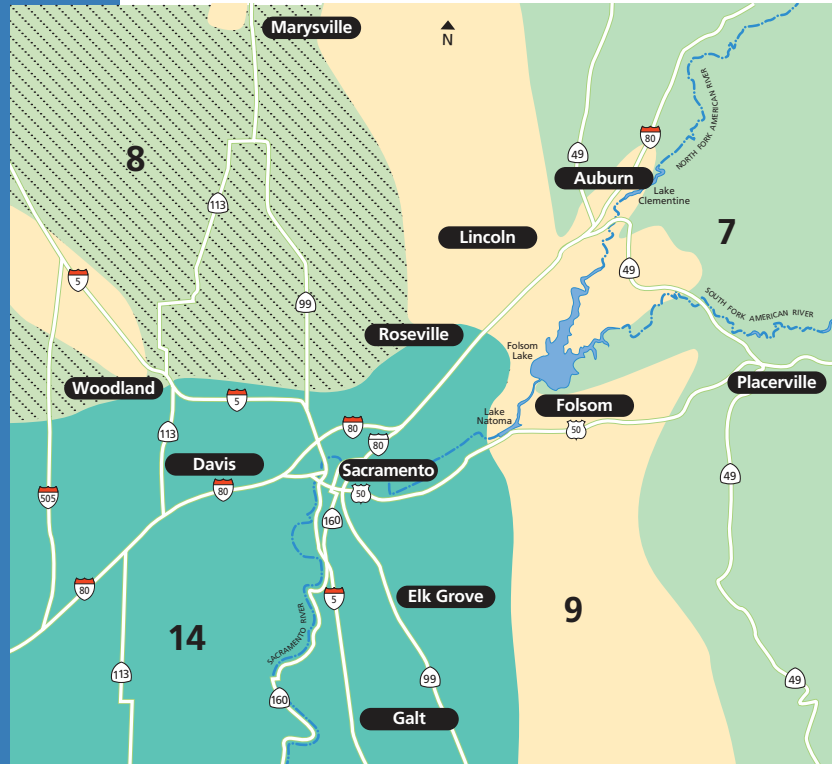 Marysville
N
8
80
NORTH FORK AMERICAN RIVER
49
Auburn
Lake
Clementine
113
7
Lincoln
49
5
99
SOUTH FORK AMERICAN RIVER
Roseville
Folsom
Lake
Woodland
Placerville
5
Lake
Natoma
Folsom
80
50
113
80
Davis
Sacramento
49
505
80
50
160
80
5
Elk Grove
9
14
SACRAMENTO RIVER
113
99
49
160
Galt